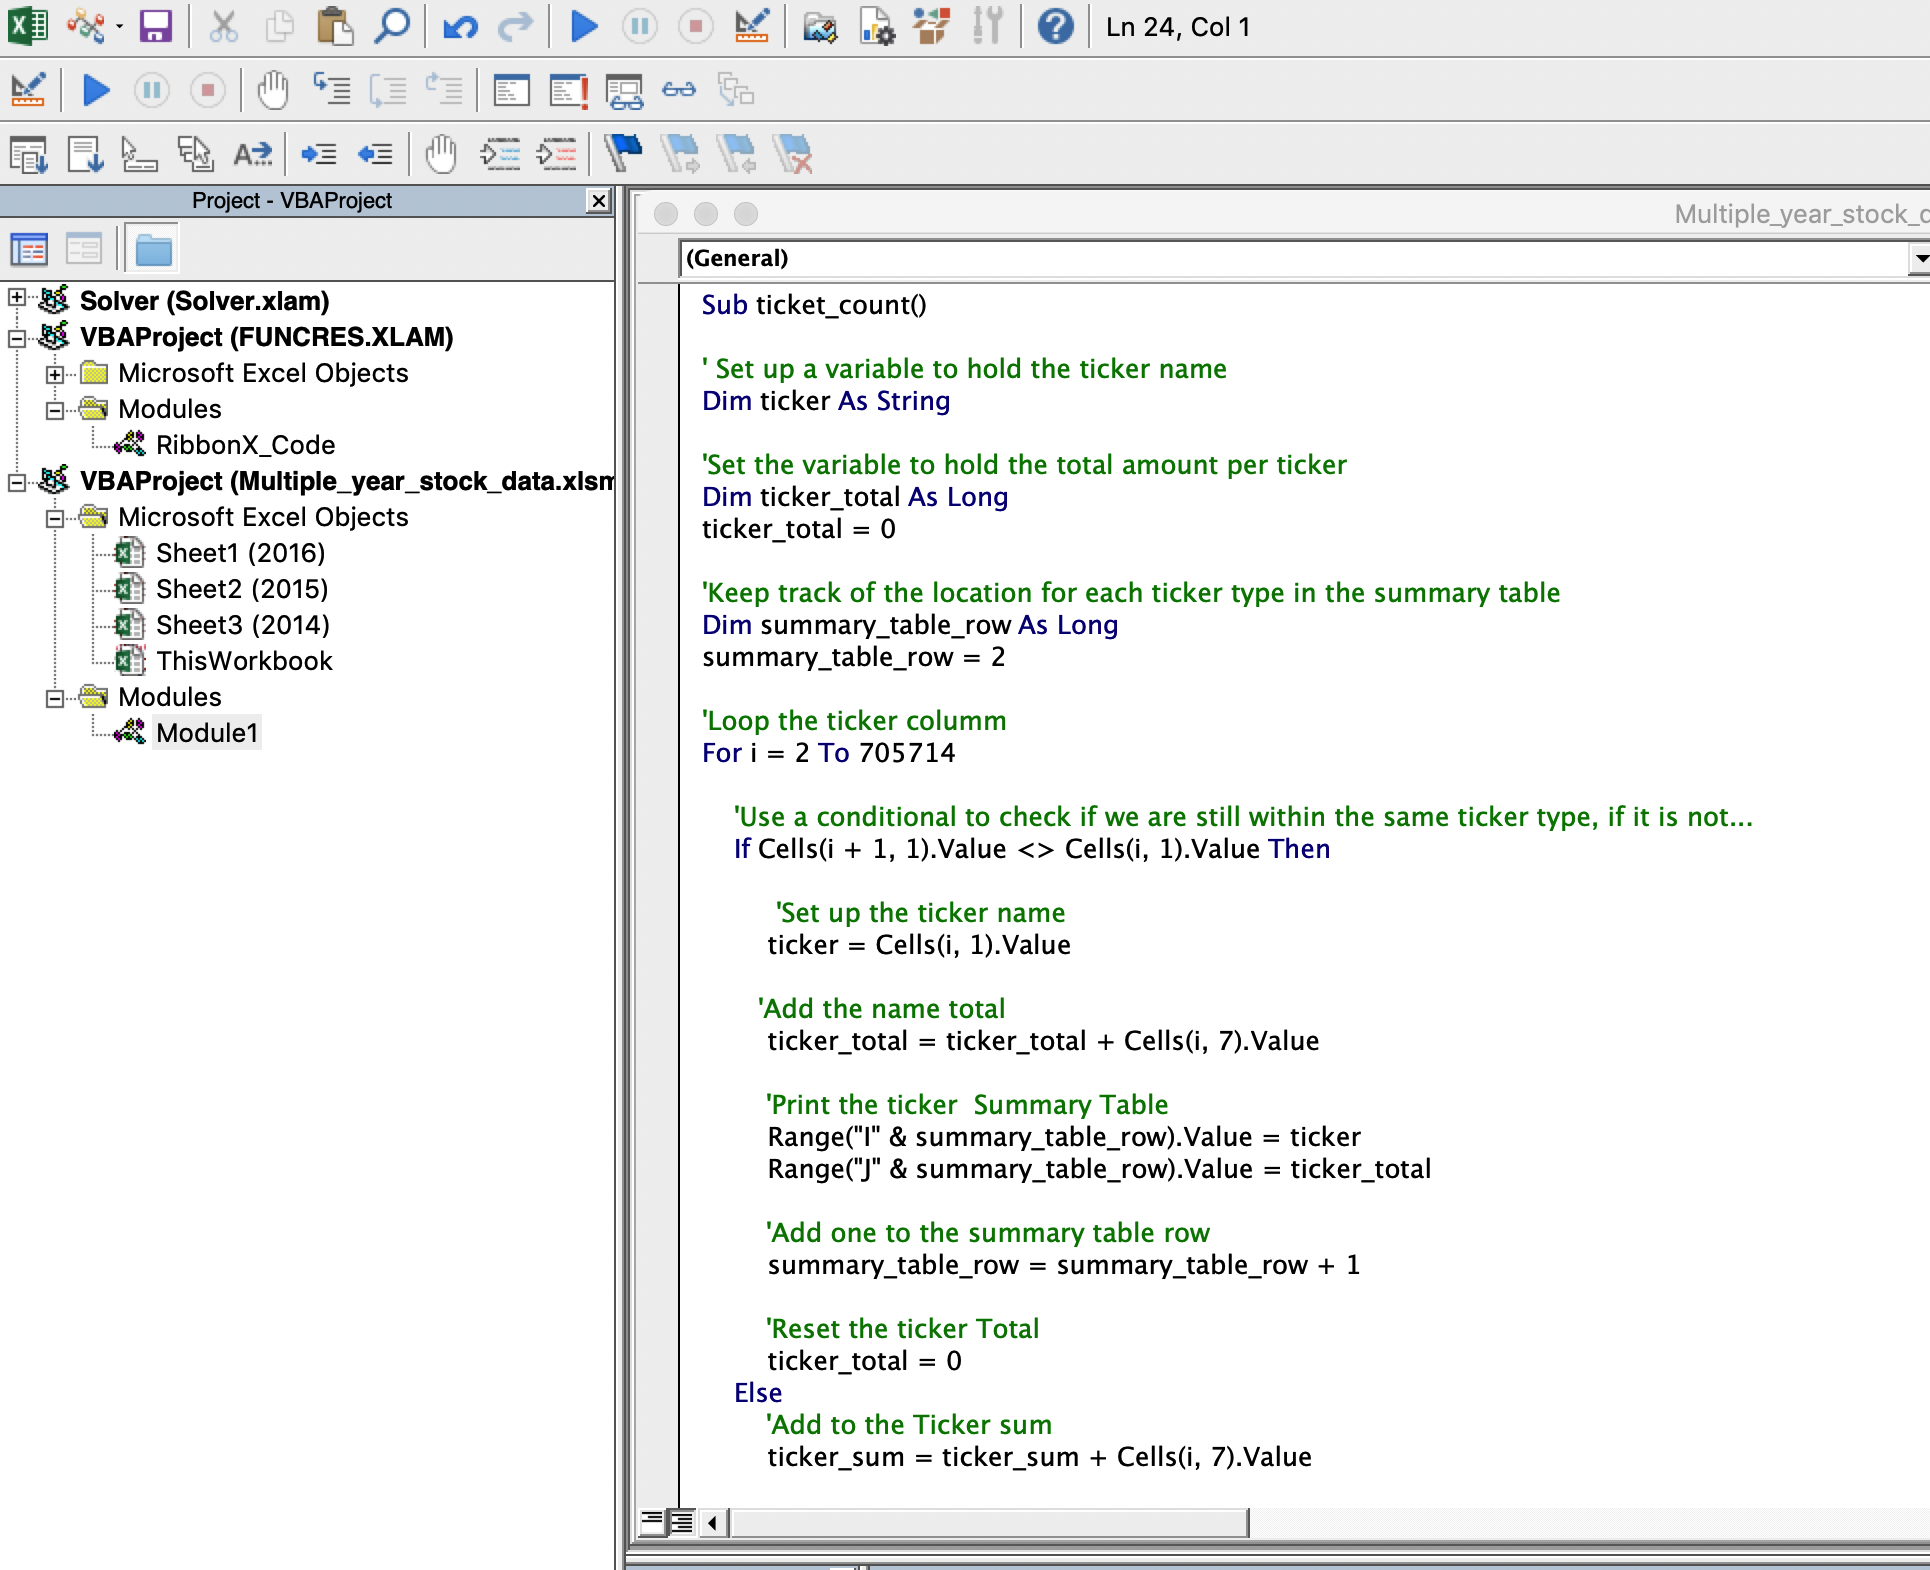 Ln 24, Col 1
Project - VBAProject
Solver (Solver.xlam)
VBAProject (FUNCRES.XLAM)
Microsoft Excel Objects
Modules
RibbonX_Code
VBAProject (Multiple_year_stock_data.xlsm
Microsoft Excel Objects
Sheet1 (2016)
Sheet2 (2015)
Sheet3 (2014)
ThisWorkbook
Modules
Module1
Multiple_year_stock_d
(General)
Sub ticket_count()
' Set up a variable to hold the ticker name
Dim ticker As String
'Set the variable to hold the total amount per ticker
Dim ticker_total As Long
ticker_total = 0
'Keep track of the location for each ticker type in the summary table
Dim summary_table_row As Long
summary_table_row = 2
'Loop the ticker columm
For i = 2 To 705714
'Use a conditional to check if we are still within the same ticker type, if it is not...
If Cells(i + 1, 1).Value <> Cells(i, 1).Value Then
'Set up the ticker name
ticker = Cells(i, 1).Value
'Add the name total
ticker_total = ticker_total + Cells(i, 7).Value
'Print the ticker  Summary Table
Range("I" & summary_table_row).Value = ticker
Range("J" & summary_table_row).Value = ticker_total
'Add one to the summary table row
summary_table_row = summary_table_row + 1
'Reset the ticker Total
ticker_total = 0
Else
'Add to the Ticker sum
ticker_sum = ticker_sum + Cells(i, 7).Value